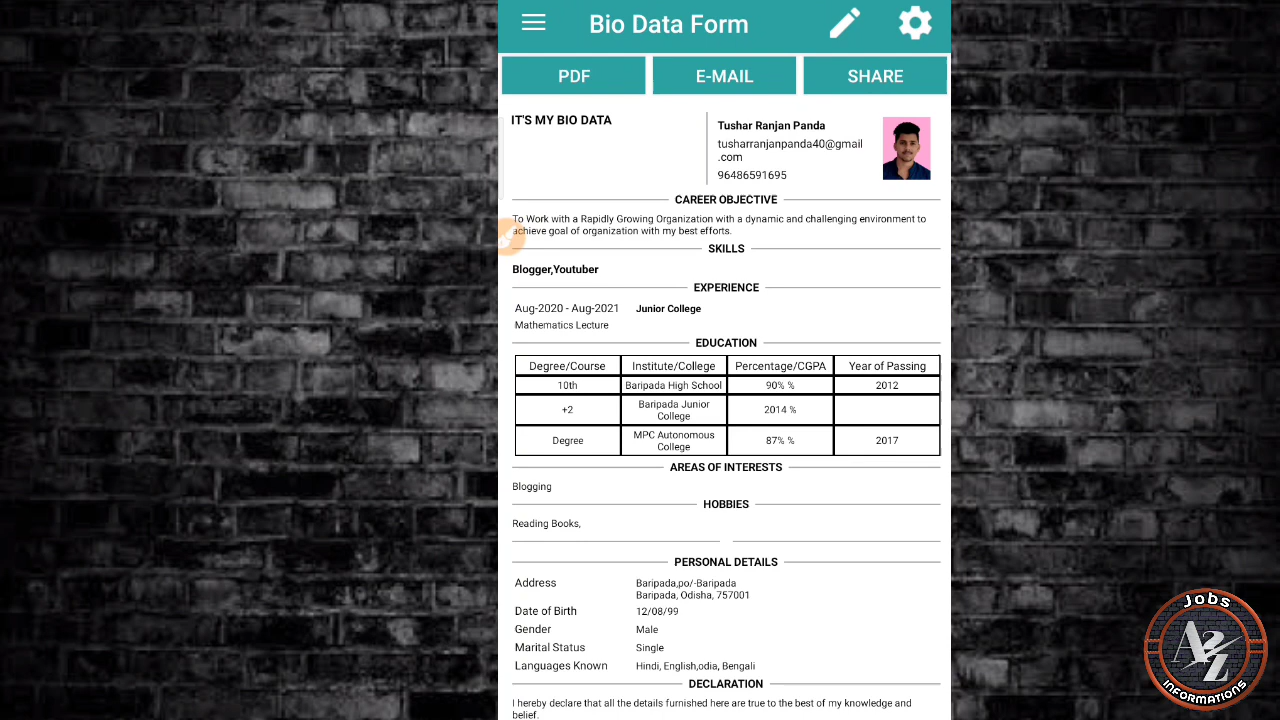 Bio Data Form
PDF
E-MAIL
SHARE
IT'S MY BIO DATA
Tushar Ranjan Panda
tusharranjanpanda40@gmail
.com
96486591695
CAREER OBJECTIVE
To Work with a Rapidly Growing Organization with a dynamic and challenging environment to
achieve goal of organization with my best efforts.
SKILLS
Blogger,Youtuber
EXPERIENCE
Aug-2020 - Aug-2021 Junior College
Mathematics Lecture
EDUCATION
Degree/Course Institute/College Percentage/CGPA Year of Passing
10th Baripada High School 90% % 2012
+2 Baripada Junior
College 2014 %
Degree MPC Autonomous
College 87% % 2017
AREAS OF INTERESTS
Blogging
HOBBIES
Reading Books,
PERSONAL DETAILS
Address Baripada,po/-Baripada
Baripada, Odisha, 757001
Date of Birth 12/08/99
Gender Male
Marital Status Single
Languages Known Hindi, English,odia, Bengali
DECLARATION
I hereby declare that all the details furnished here are true to the best of my knowledge and
belief.
Jobs
A2Z
INFORMATIONS